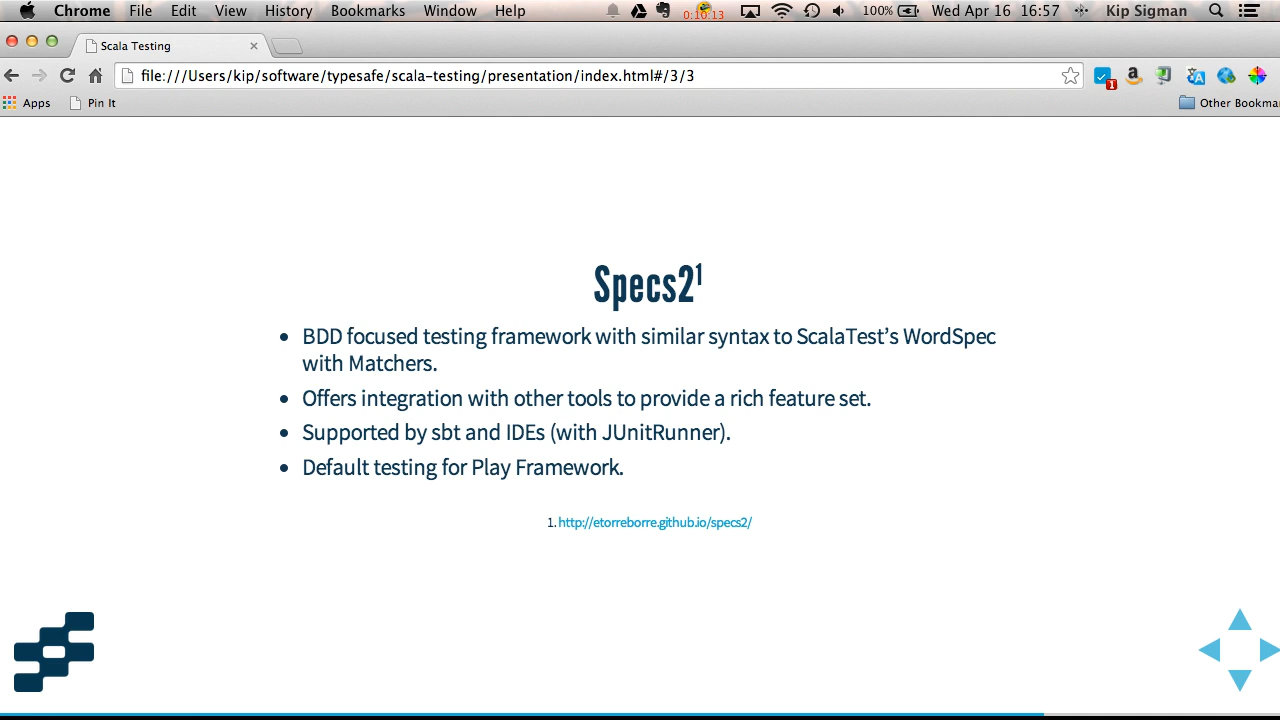 Chrome File Edit View History Bookmarks Window Help 0:10:13 100% Wed Apr 16 16:57 Kip Sigman
Scala Testing
file:///Users/kip/software/typesafe/scala-testing/presentation/index.html#/3/3
1
Apps Pin It Other Bookma
Specs2¹
• BDD focused testing framework with similar syntax to ScalaTest’s WordSpec
with Matchers.
• Offers integration with other tools to provide a rich feature set.
• Supported by sbt and IDEs (with JUnitRunner).
• Default testing for Play Framework.
1. http://etorreborre.github.io/specs2/